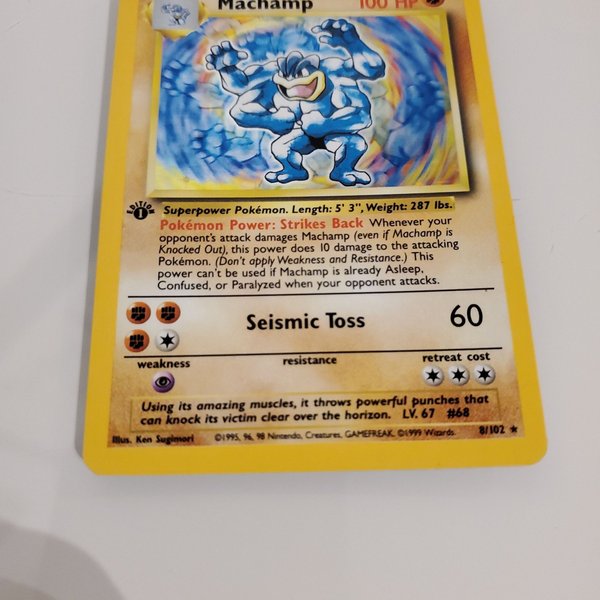 Machamp 100 HP
EDITION 1
Superpower Pokémon. Length: 5' 3", Weight: 287 lbs.
Pokémon Power: Strikes Back Whenever your
opponent's attack damages Machamp (even if Machamp is
Knocked Out), this power does 10 damage to the attacking
Pokémon. (Don't apply Weakness and Resistance.) This
power can't be used if Machamp is already Asleep,
Confused, or Paralyzed when your opponent attacks.
Seismic Toss 60
weakness resistance retreat cost
Using its amazing muscles, it throws powerful punches that
can knock its victim clear over the horizon. LV. 67 #68
Illus. Ken Sugimori ©1995, 96, 98 Nintendo, Creatures, GAMEFREAK. ©1999 Wizards. 8/102 ★